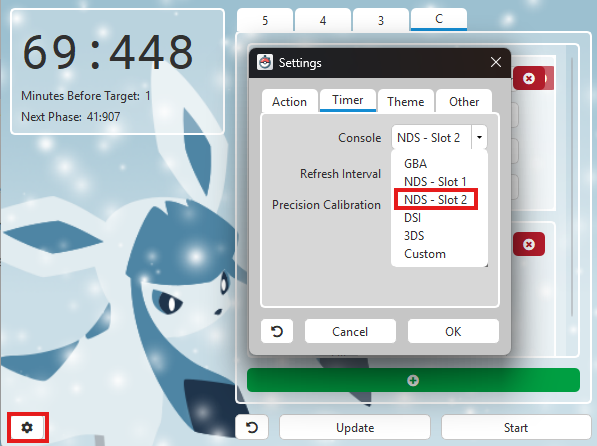 69:448
Minutes Before Target: 1
Next Phase: 41:907
5
4
3
C
Settings
Action
Timer
Theme
Other
Console
NDS - Slot 2
Refresh Interval
Precision Calibration
GBA
NDS - Slot 1
NDS - Slot 2
DSI
3DS
Custom
Cancel
OK
Update
Start